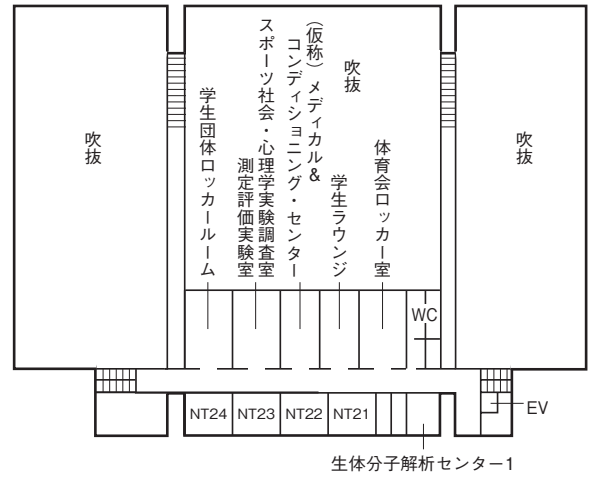 吹抜
学生団体ロッカールーム
測定評価実験室
スポーツ社会・心理学実験調査室
コンディショニング・センター
（仮称）メディカル&
吹抜
学生ラウンジ
体育会ロッカー室
吹抜
WC
NT24
NT23
NT22
NT21
EV
生体分子解析センター1